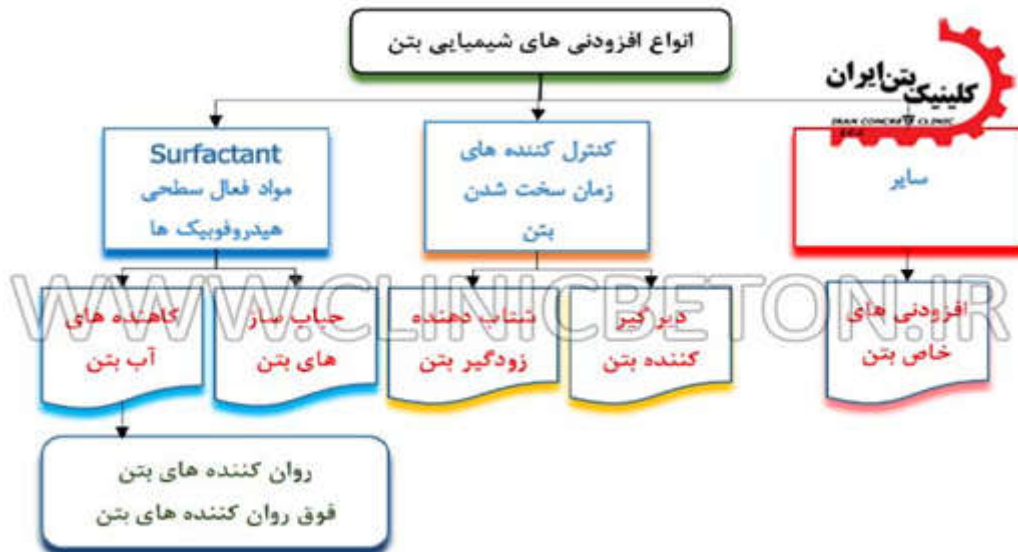 انواع افزودنی های شیمیایی بتن
کلینیک بتن ایران
IRAN CONCRETE CLINIC
سایر
کنترل کننده های
زمان سخت شدن
بتن
Surfactant
مواد فعال سطحی
هیدروفوبیک ها
WWW.CLINICBETON.IR
افزودنی های
خاص بتن
دیر گیر
کننده بتن
شتاب دهنده
زودگیر بتن
حباب ساز
های بتن
کاهنده های
آب بتن
روان کننده های بتن
فوق روان کننده های بتن